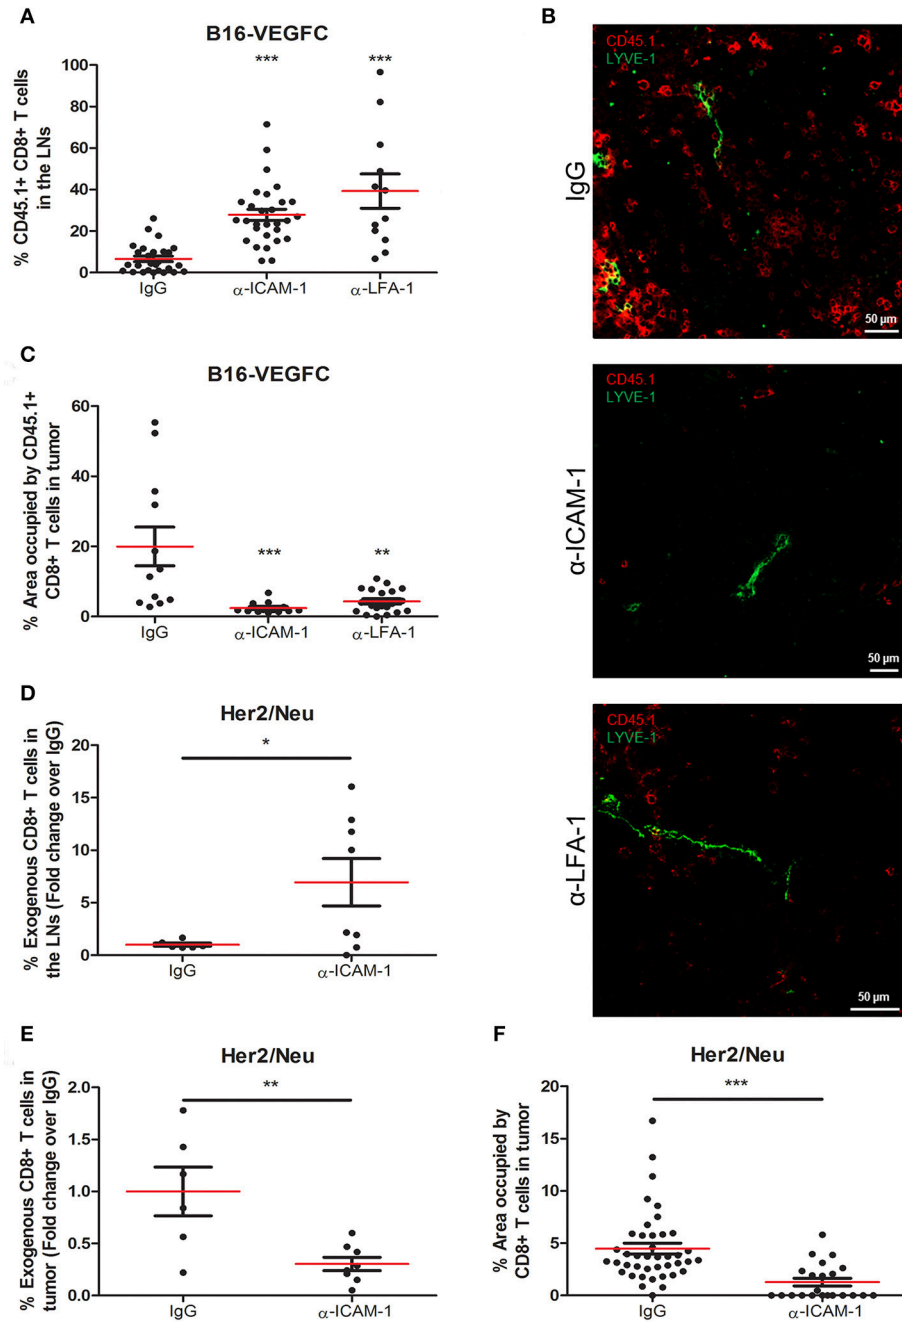 A
B16-VEGFC
*** ***
% CD45.1+ CD8+ T cells
in the LNs
100
80
60
40
20
0
IgG
α-ICAM-1
α-LFA-1
B
CD45.1
LYVE-1
IgG
50 µm
CD45.1
LYVE-1
α-ICAM-1
50 µm
CD45.1
LYVE-1
α-LFA-1
50 µm
C
B16-VEGFC
% Area occupied by CD45.1+
CD8+ T cells in tumor
60
40
20
0
*** **
IgG
α-ICAM-1
α-LFA-1
D
Her2/Neu
*
% Exogenous CD8+ T cells in
the LNs (Fold change over IgG)
20
15
10
5
0
IgG
α-ICAM-1
E
Her2/Neu
**
% Exogenous CD8+ T cells in
tumor (Fold change over IgG)
2.0
1.5
1.0
0.5
0
IgG
α-ICAM-1
F
Her2/Neu
***
% Area occupied by
CD8+ T cells in tumor
20
15
10
5
0
IgG
α-ICAM-1